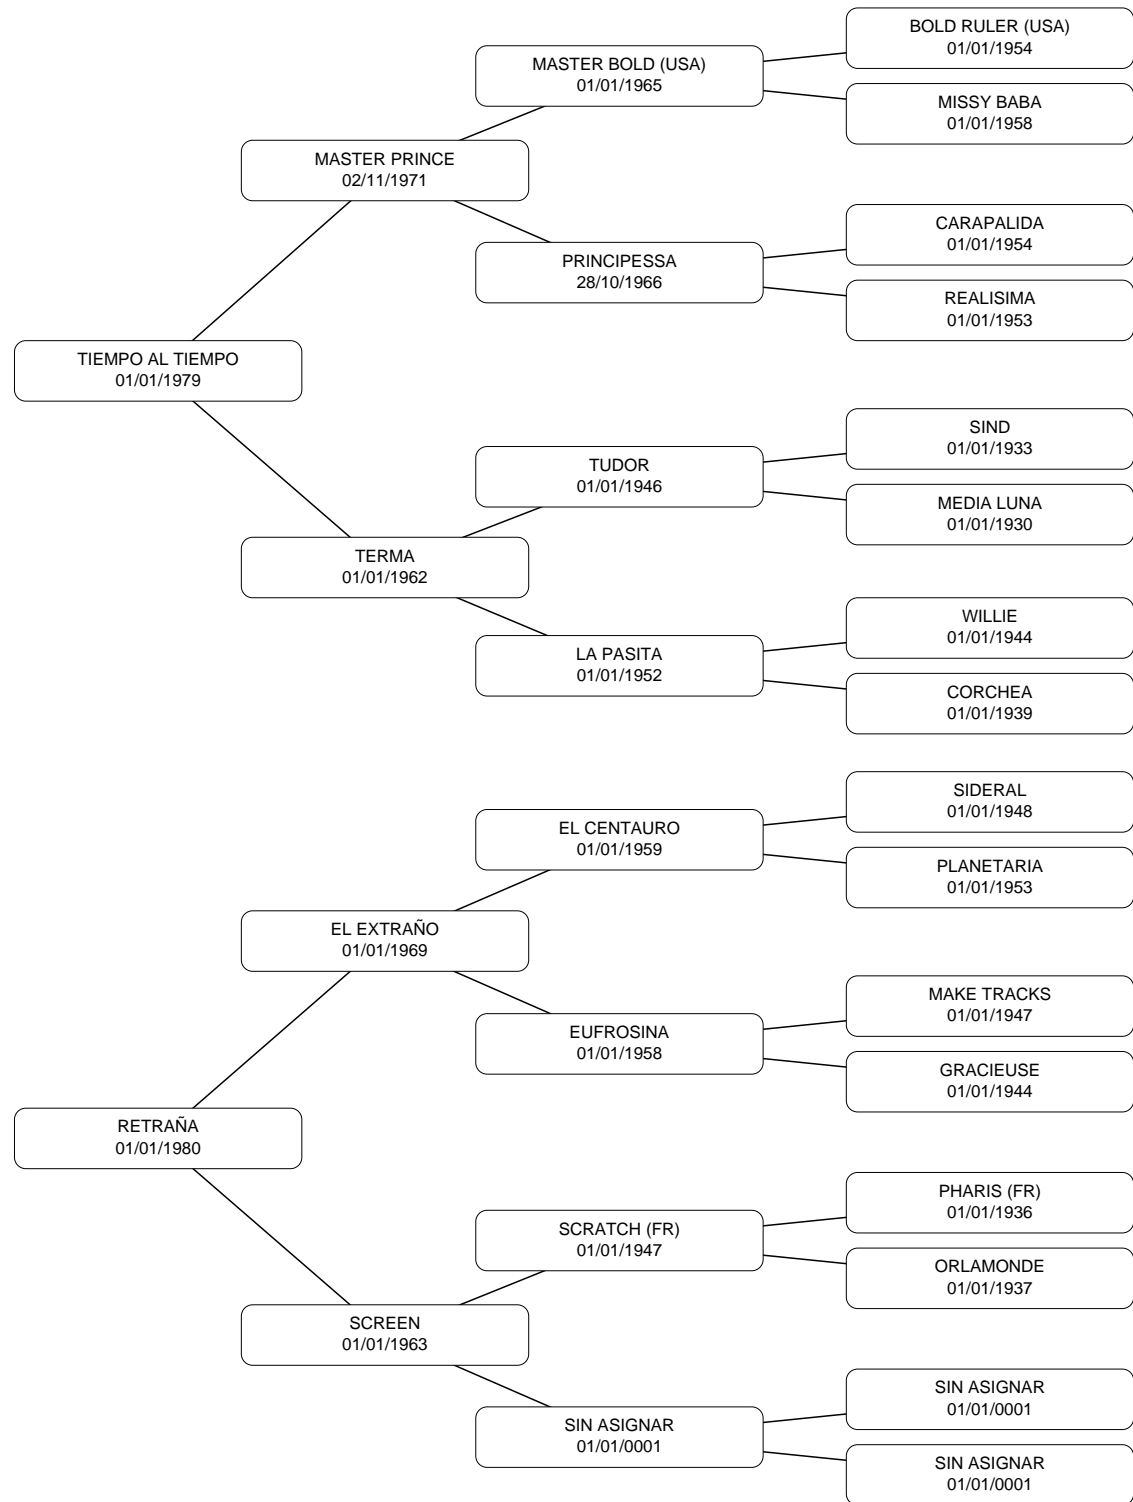 BOLD RULER (USA)
01/01/1954
MASTER BOLD (USA)
01/01/1965
MISSY BABA
01/01/1958
MASTER PRINCE
02/11/1971
CARAPALIDA
01/01/1954
PRINCIPESSA
28/10/1966
REALISIMA
01/01/1953
TIEMPO AL TIEMPO
01/01/1979
SIND
01/01/1933
TUDOR
01/01/1946
MEDIA LUNA
01/01/1930
TERMA
01/01/1962
WILLIE
01/01/1944
LA PASITA
01/01/1952
CORCHEA
01/01/1939
SIDERAL
01/01/1948
EL CENTAURO
01/01/1959
PLANETARIA
01/01/1953
EL EXTRAÑO
01/01/1969
MAKE TRACKS
01/01/1947
EUFROSINA
01/01/1958
GRACIEUSE
01/01/1944
RETRAÑA
01/01/1980
PHARIS (FR)
01/01/1936
SCRATCH (FR)
01/01/1947
ORLAMONDE
01/01/1937
SCREEN
01/01/1963
SIN ASIGNAR
01/01/0001
SIN ASIGNAR
01/01/0001
SIN ASIGNAR
01/01/0001